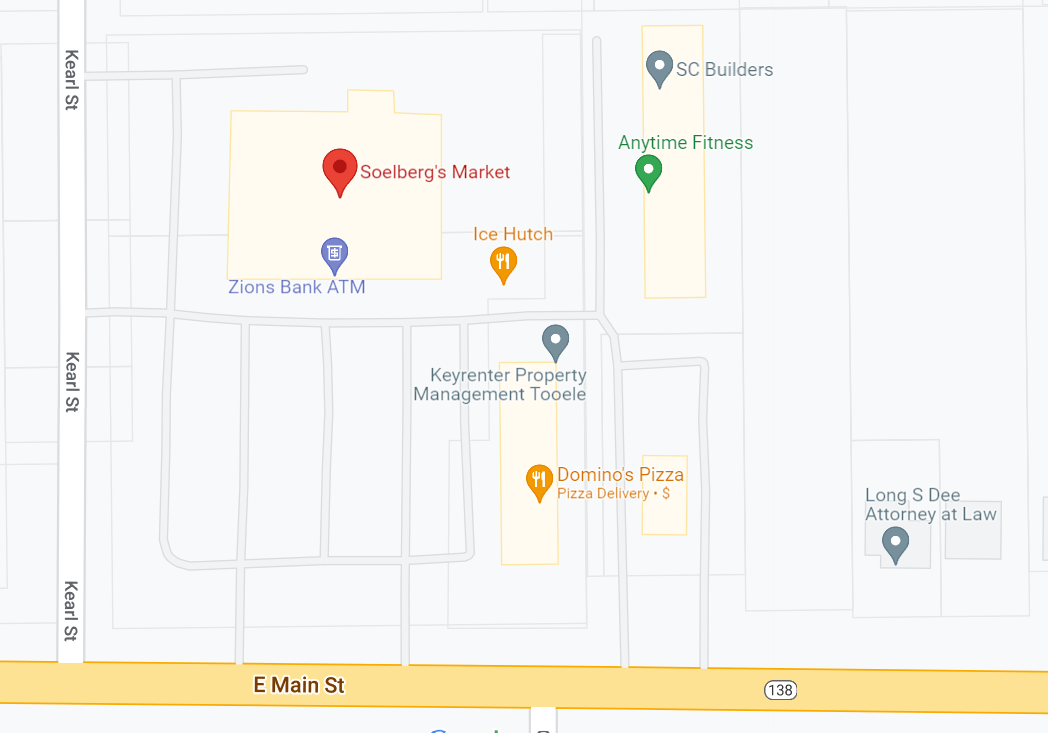 Kearl St
SC Builders
Anytime Fitness
Soelberg's Market
Ice Hutch
Zions Bank ATM
Kearl St
Keyrenter Property
Management Tooele
Domino's Pizza
Pizza Delivery • $
Long S Dee
Attorney at Law
Kearl St
E Main St
138